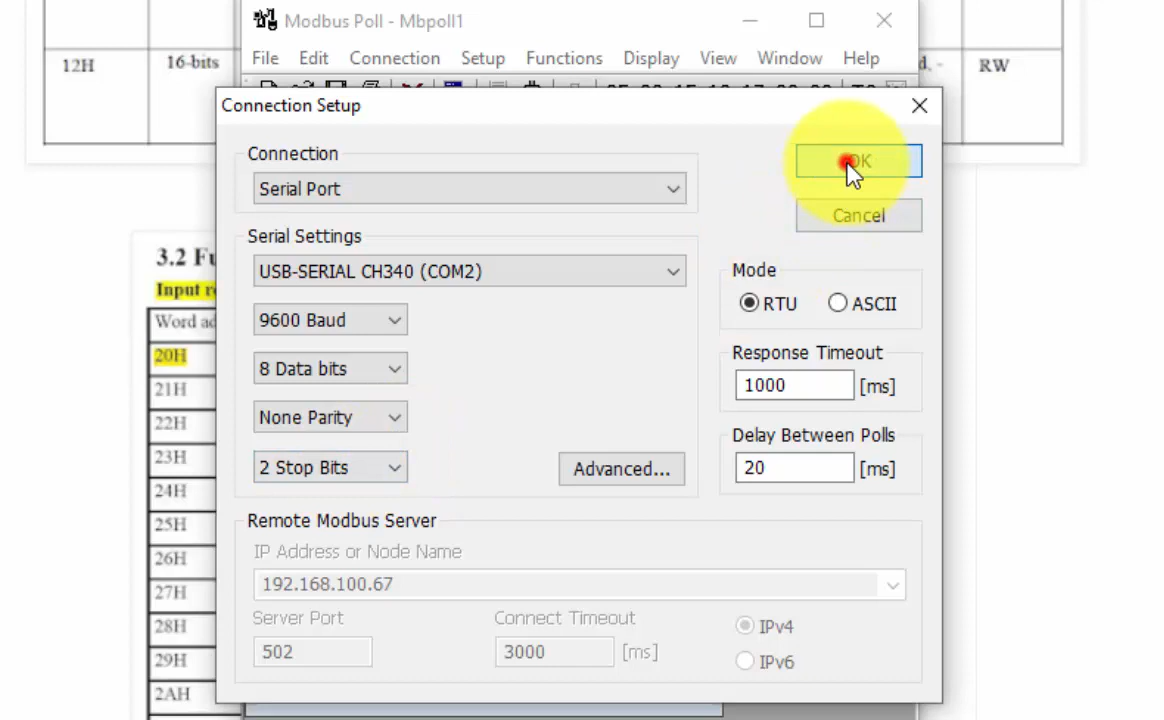 Modbus Poll - Mbpoll1
12H
16-bits
d, -
RW
File Edit Connection Setup Functions Display View Window Help
Connection Setup
Connection
OK
Serial Port
Cancel
Serial Settings
USB-SERIAL CH340 (COM2)
Mode
RTU
ASCII
9600 Baud
Response Timeout
8 Data bits
1000
[ms]
None Parity
Delay Between Polls
2 Stop Bits
Advanced...
20
[ms]
Remote Modbus Server
IP Address or Node Name
192.168.100.67
Server Port
Connect Timeout
IPv4
502
3000
[ms]
IPv6
3.2 Fu
Input r
Word ad
20H
21H
22H
23H
24H
25H
26H
27H
28H
29H
2AH